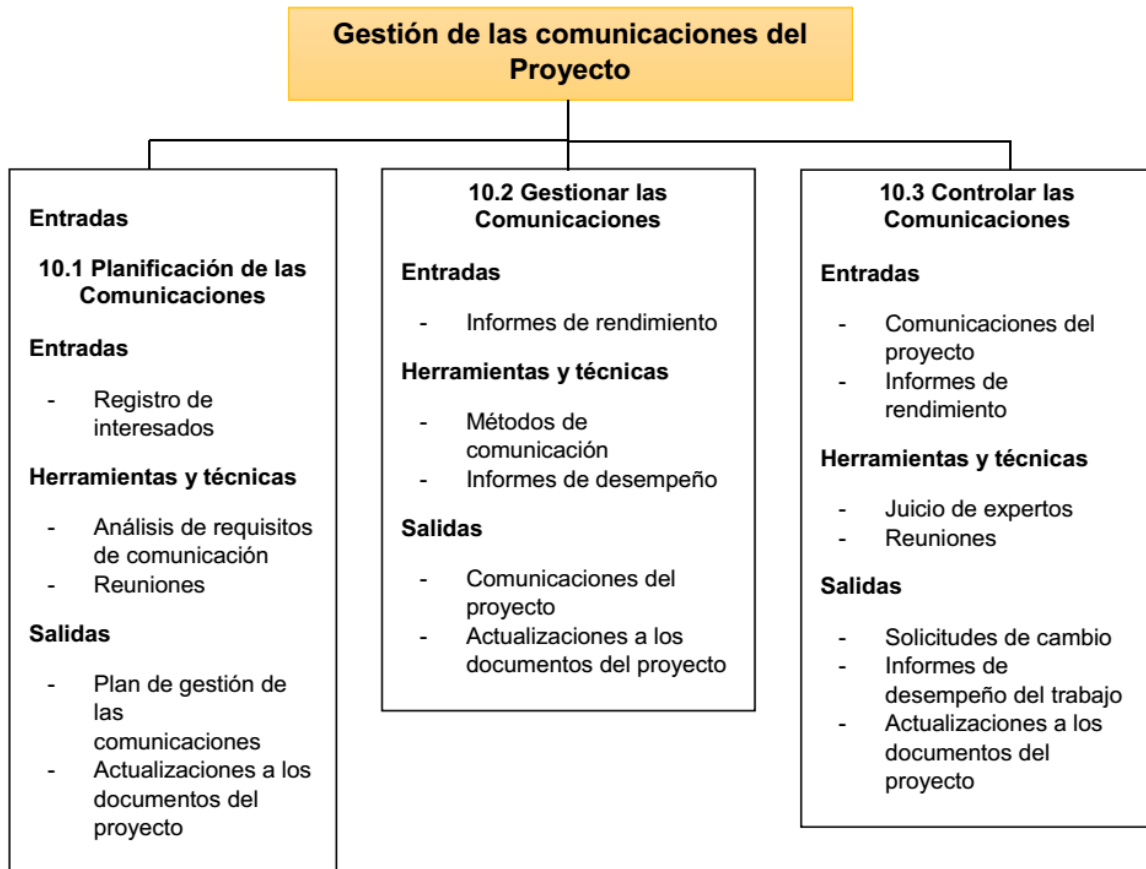 Gestión de las comunicaciones del
Proyecto
Entradas
10.1 Planificación de las
Comunicaciones
Entradas
- Registro de
interesados
Herramientas y técnicas
- Análisis de requisitos
de comunicación
- Reuniones
Salidas
- Plan de gestión de
las
comunicaciones
- Actualizaciones a los
documentos del
proyecto
10.2 Gestionar las
Comunicaciones
Entradas
- Informes de rendimiento
Herramientas y técnicas
- Métodos de
comunicación
- Informes de desempeño
Salidas
- Comunicaciones del
proyecto
- Actualizaciones a los
documentos del proyecto
10.3 Controlar las
Comunicaciones
Entradas
- Comunicaciones del
proyecto
- Informes de
rendimiento
Herramientas y técnicas
- Juicio de expertos
- Reuniones
Salidas
- Solicitudes de cambio
- Informes de
desempeño del trabajo
- Actualizaciones a los
documentos del
proyecto